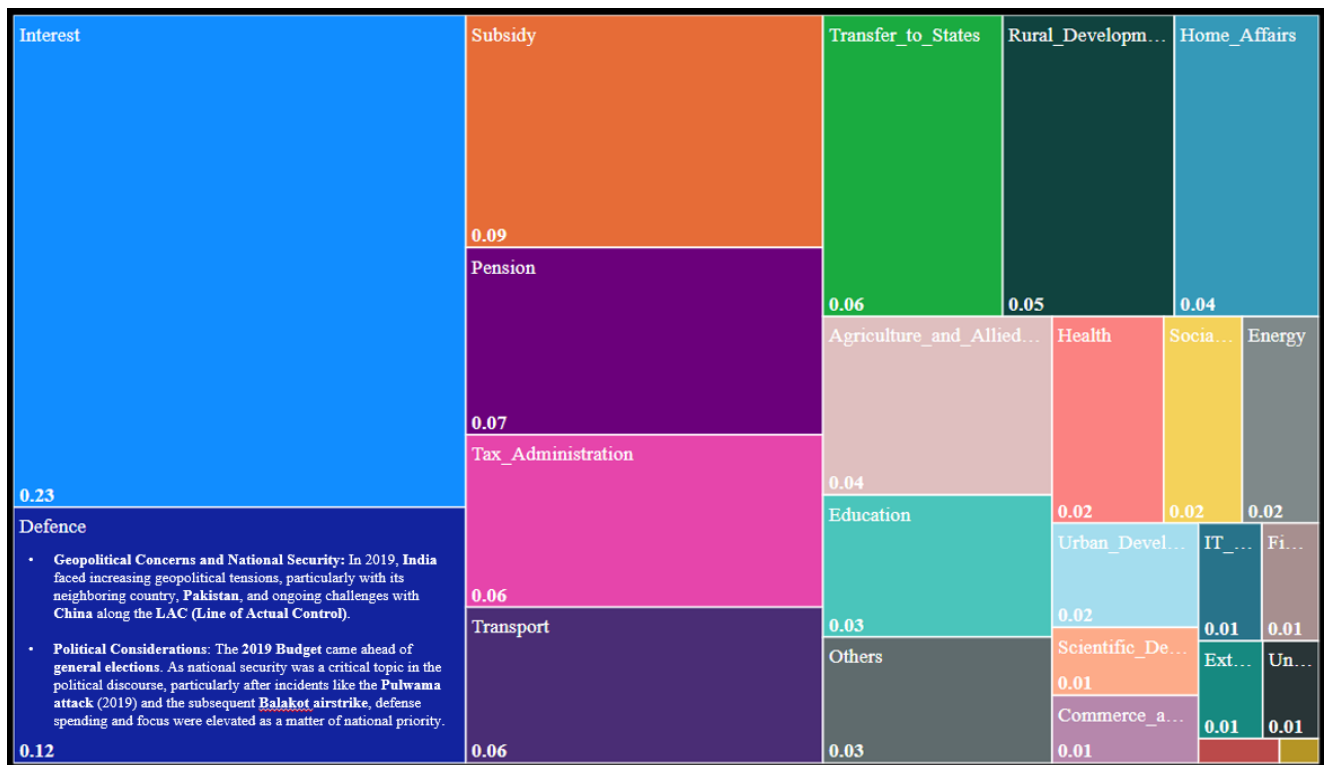 Interest
0.23
Defence
• Geopolitical Concerns and National Security: In 2019, India
faced increasing geopolitical tensions, particularly with its
neighboring country, Pakistan, and ongoing challenges with
China along the LAC (Line of Actual Control).
• Political Considerations: The 2019 Budget came ahead of
general elections. As national security was a critical topic in the
political discourse, particularly after incidents like the Pulwama
attack (2019) and the subsequent Balakot airstrike, defense
spending and focus were elevated as a matter of national priority.
0.12
Subsidy
0.09
Pension
0.07
Tax_Administration
0.06
Transport
0.06
Transfer_to_States
0.06
Rural_Developm...
0.05
Home_Affairs
0.04
Agriculture_and_Allied...
0.04
Education
0.03
Others
0.03
Health
0.02
Socia...
0.02
Energy
0.02
Urban_Devel...
0.02
Scientific_De...
0.01
Commerce_a...
0.01
IT_...
0.01
Fi...
0.01
Ext...
0.01
Un...
0.01